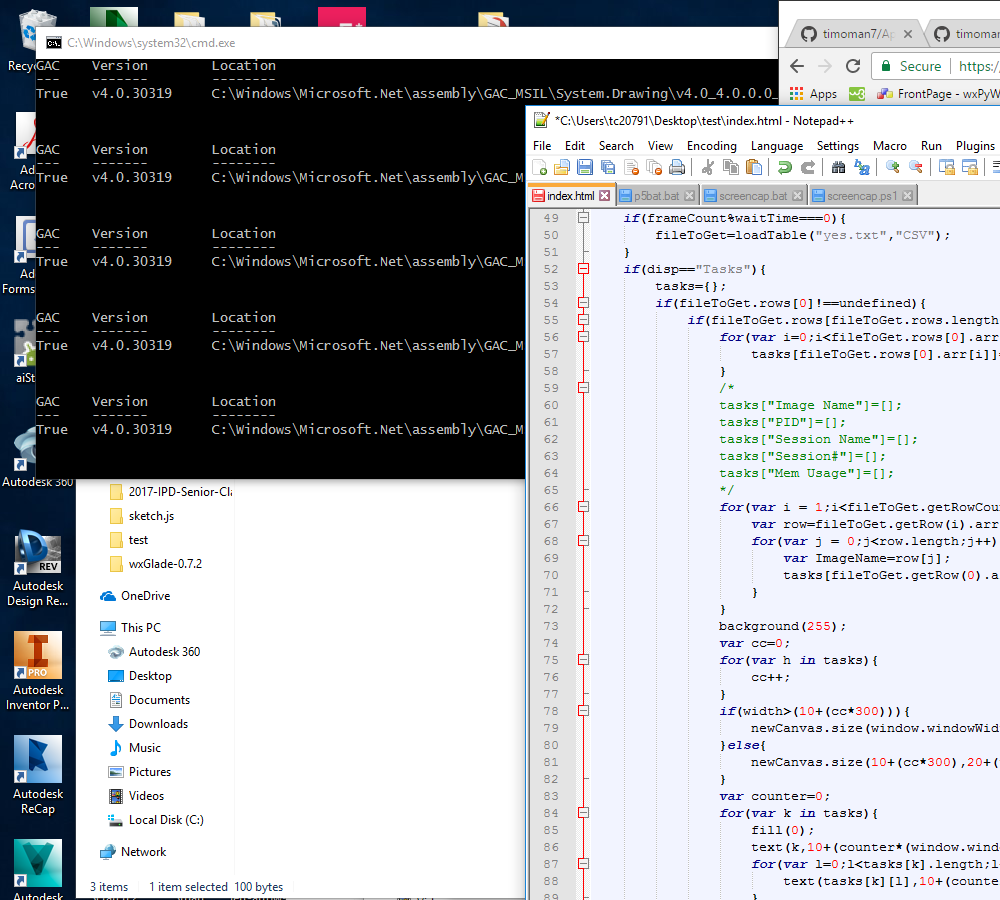 Recy
Ad
Acro
Ad
Forms
aiSt
Autodesk 360
REV
Autodesk
Design Re...
PRO
Autodesk
Inventor P...
Autodesk
ReCap
Autodesk
C:\Windows\system32\cmd.exe
GAC Version Location
--- ------- --------
True v4.0.30319 C:\Windows\Microsoft.Net\assembly\GAC_MSIL\System.Drawing\v4.0_4.0.0.0_
GAC Version Location
--- ------- --------
True v4.0.30319 C:\Windows\Microsoft.Net\assembly\GAC_M
GAC Version Location
--- ------- --------
True v4.0.30319 C:\Windows\Microsoft.Net\assembly\GAC_M
GAC Version Location
--- ------- --------
True v4.0.30319 C:\Windows\Microsoft.Net\assembly\GAC_M
GAC Version Location
--- ------- --------
True v4.0.30319 C:\Windows\Microsoft.Net\assembly\GAC_M
2017-IPD-Senior-Cla
sketch.js
test
wxGlade-0.7.2
OneDrive
This PC
Autodesk 360
Desktop
Documents
Downloads
Music
Pictures
Videos
Local Disk (C:)
Network
3 items 1 item selected 100 bytes
timoman7/Ap
timoman
Secure https:/
Apps
FrontPage - wxPyW
*C:\Users\tc20791\Desktop\test\index.html - Notepad++
File Edit Search View Encoding Language Settings Macro Run Plugins
index.html p5bat.bat screencap.bat screencap.ps1
49 if(frameCount%waitTime===0){
50 fileToGet=loadTable("yes.txt","CSV");
51 }
52 if(disp=="Tasks"){
53 tasks={};
54 if(fileToGet.rows[0]!==undefined){
55 if(fileToGet.rows[fileToGet.rows.length
56 for(var i=0;i<fileToGet.rows[0].arr
57 tasks[fileToGet.rows[0].arr[i]]=
58 }
59 /*
60 tasks["Image Name"]=[];
61 tasks["PID"]=[];
62 tasks["Session Name"]=[];
63 tasks["Session#"]=[];
64 tasks["Mem Usage"]=[];
65 */
66 for(var i = 1;i<fileToGet.getRowCou
67 var row=fileToGet.getRow(i).arr
68 for(var j = 0;j<row.length;j++)
69 var ImageName=row[j];
70 tasks[fileToGet.getRow(0).a
71 }
72 }
73 background(255);
74 var cc=0;
75 for(var h in tasks){
76 cc++;
77 }
78 if(width>(10+(cc*300))){
79 newCanvas.size(window.windowWid
80 }else{
81 newCanvas.size(10+(cc*300),20+(
82 }
83 var counter=0;
84 for(var k in tasks){
85 fill(0);
86 text(k,10+(counter*(window.wind
87 for(var l=0;l<tasks[k].length;l
88 text(tasks[k][l],10+(counte
89 }